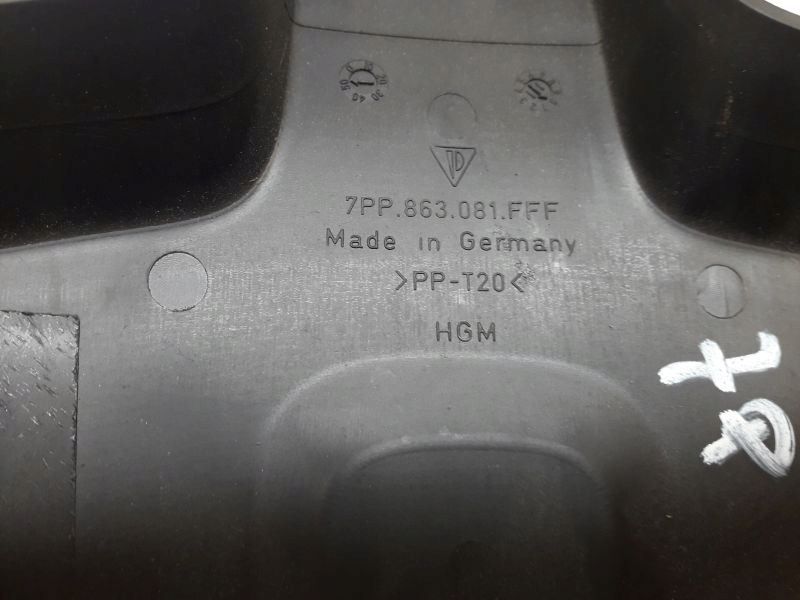 7PP.863.081.FFF
Made in Germany
>PP-T20<
HGM